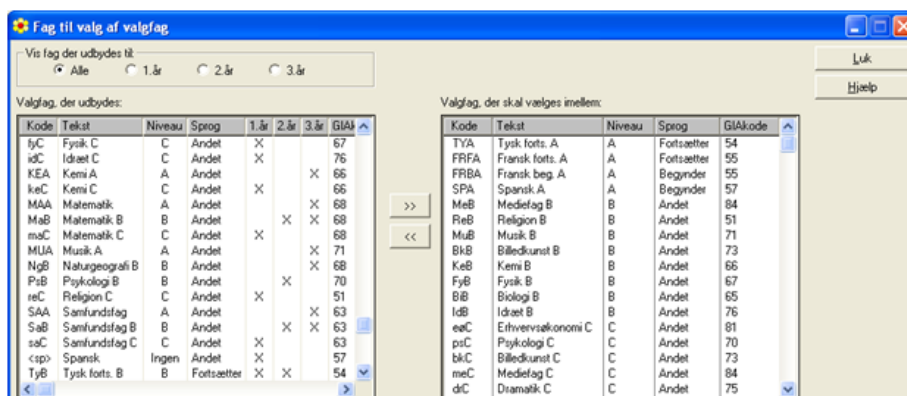 Fag til valg af valgfag
Vis fag der udbydes til:
Alle 1.år 2.år 3.år
Luk
Hjælp
Valgfag, der udbydes:
Kode Tekst Niveau Sprog 1.år 2.år 3.år GIAk
fyC Fysik C C Andet X 67
idC Idræt C C Andet X 76
KEA Kemi A A Andet X 66
keC Kemi C C Andet X 66
MAA Matematik A Andet X 68
MaB Matematik B B Andet X X 68
maC Matematik C C Andet X 68
MUA Musik A A Andet X 71
NgB Naturgeografi B B Andet X 68
PsB Psykologi B B Andet X 70
reC Religion C C Andet X 51
SAA Samfundsfag A Andet X 63
SaB Samfundsfag B B Andet X X 63
saC Samfundsfag C C Andet X 63
<sp> Spansk Ingen Andet X 57
TyB Tysk forts. B B Fortsætter X X 54
>>
<<
Valgfag, der skal vælges imellem:
Kode Tekst Niveau Sprog GIAkode
TYA Tysk forts. A A Fortsætter 54
FRFA Fransk forts. A A Fortsætter 55
FRBA Fransk beg. A A Begynder 55
SPA Spansk A A Begynder 57
MeB Mediefag B B Andet 84
ReB Religion B B Andet 51
MuB Musik B B Andet 71
BkB Billedkunst B B Andet 73
KeB Kemi B B Andet 66
FyB Fysik B B Andet 67
BiB Biologi B B Andet 65
IdB Idræt B B Andet 76
eøC Erhvervsøkonomi C C Andet 81
psC Psykologi C C Andet 70
bkC Billedkunst C C Andet 73
meC Mediefag C C Andet 84
drC Dramatik C C Andet 75